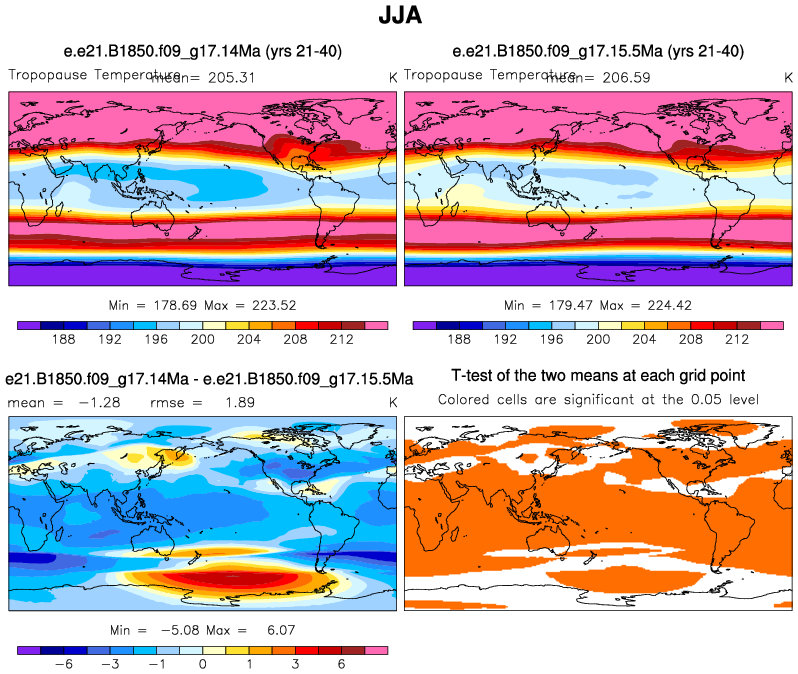 JJA
e.e21.B1850.f09_g17.14Ma (yrs 21-40)
Tropopause Temperature mean= 205.31 K
Min = 178.69 Max = 223.52
188 192 196 200 204 208 212
e.e21.B1850.f09_g17.15.5Ma (yrs 21-40)
Tropopause Temperature mean= 206.59 K
Min = 179.47 Max = 224.42
188 192 196 200 204 208 212
e21.B1850.f09_g17.14Ma - e.e21.B1850.f09_g17.15.5Ma
mean = -1.28 rmse = 1.89 K
Min = -5.08 Max = 6.07
-6 -3 -1 0 1 3 6
T-test of the two means at each grid point
Colored cells are significant at the 0.05 level